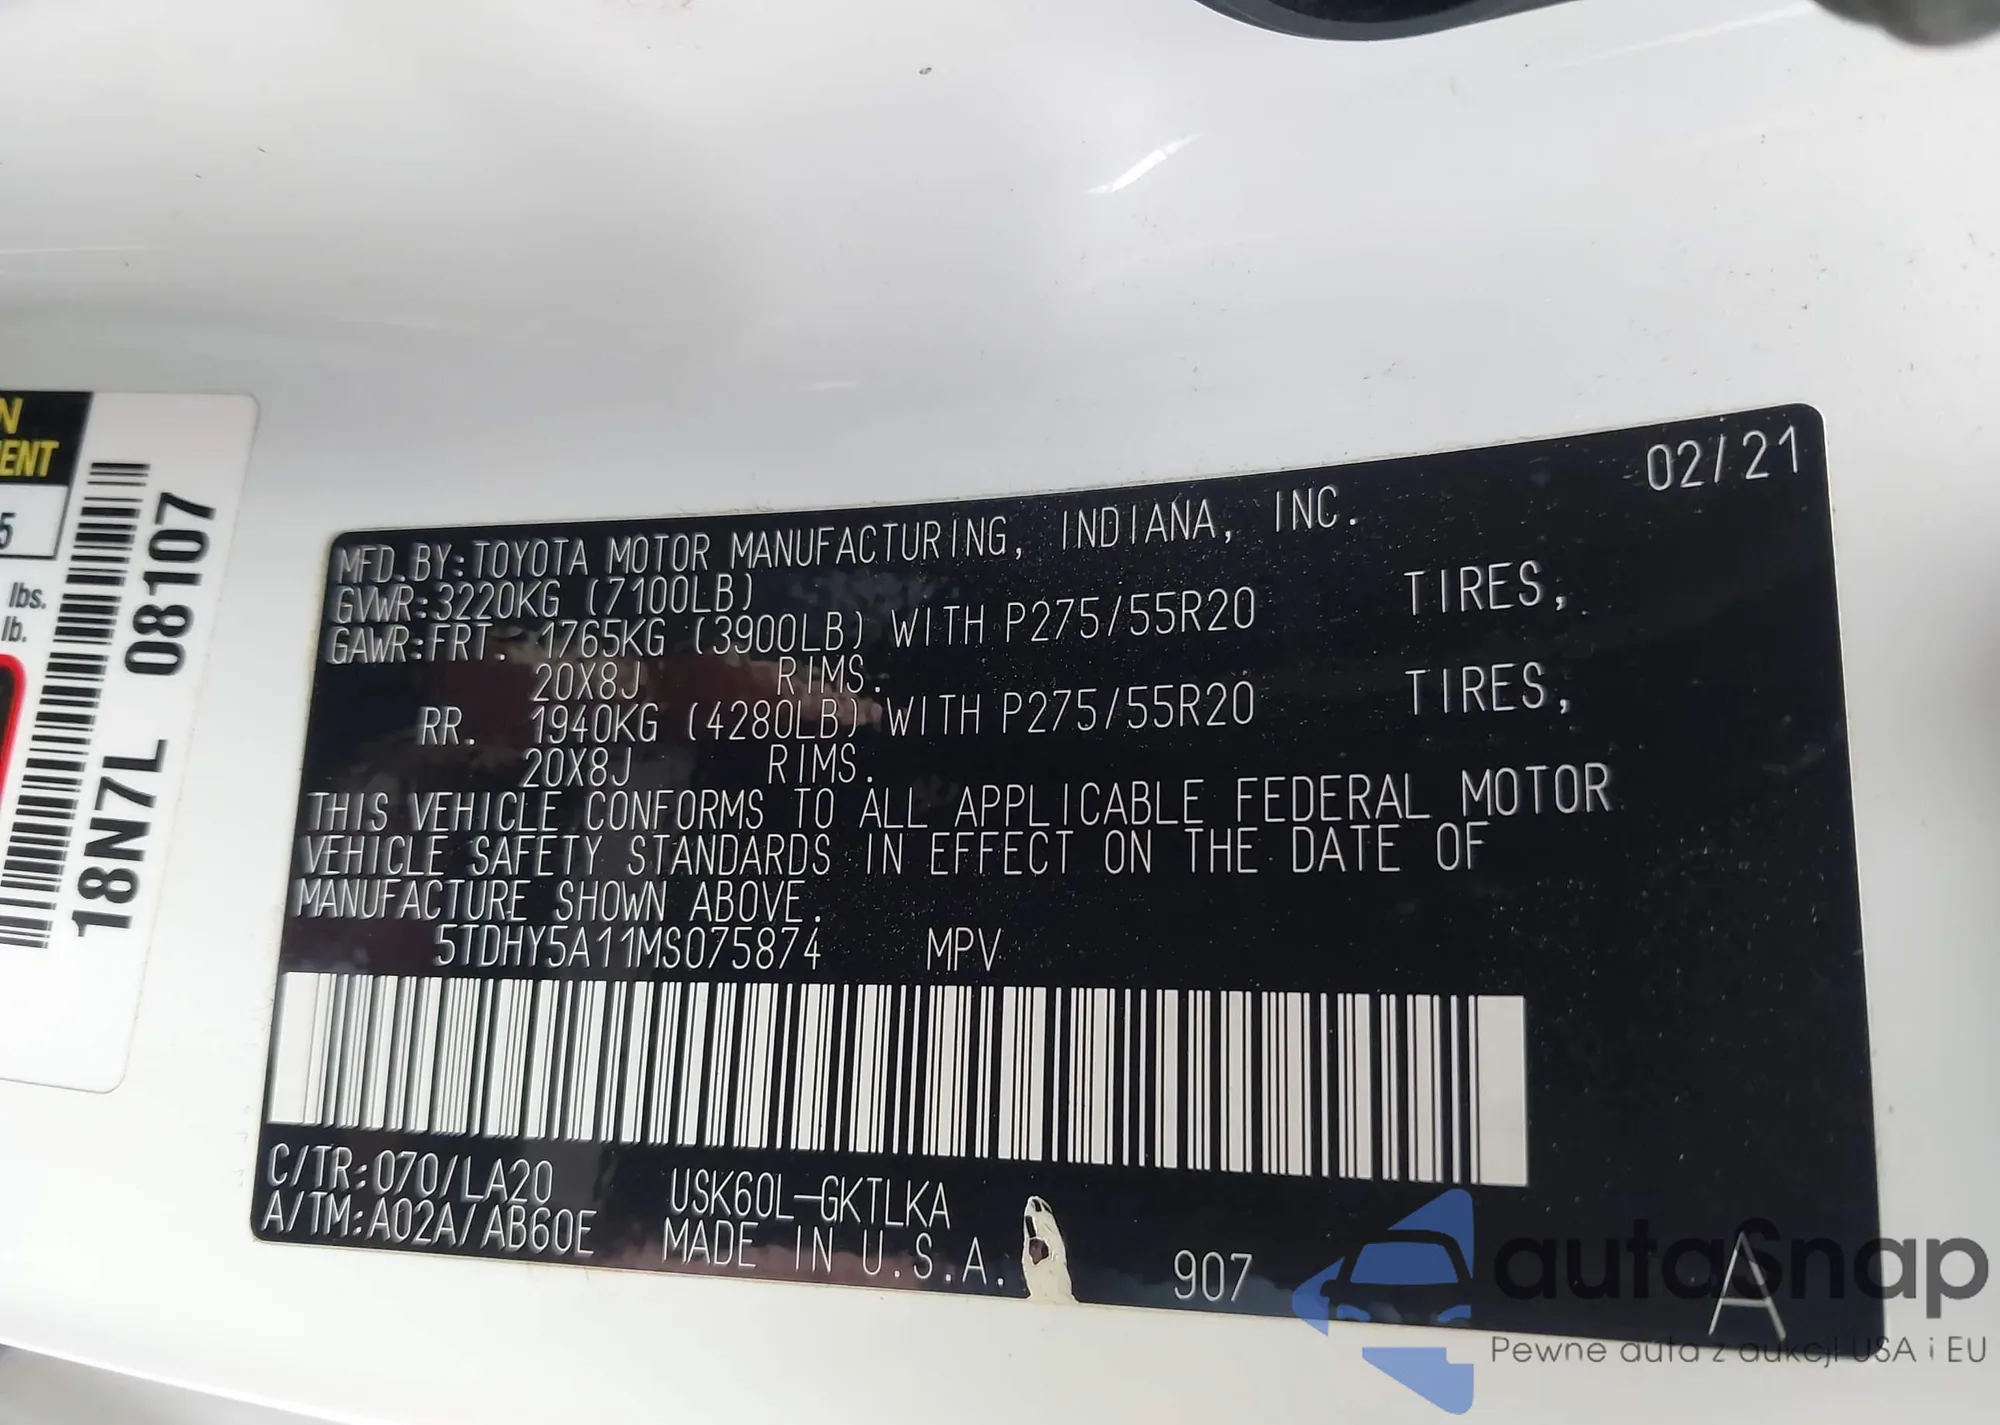 02/21
MFD.BY:TOYOTA MOTOR MANUFACTURING, INDIANA, INC.
GVWR:3220KG (7100LB)
GAWR:FRT. 1765KG (3900LB) WITH P275/55R20 TIRES,
20X8J RIMS.
RR. 1940KG (4280LB) WITH P275/55R20 TIRES,
20X8J RIMS.
THIS VEHICLE CONFORMS TO ALL APPLICABLE FEDERAL MOTOR
VEHICLE SAFETY STANDARDS IN EFFECT ON THE DATE OF
MANUFACTURE SHOWN ABOVE.
5TDHY5A11MS075874 MPV
C/TR:070/LA20 USK60L-GKTLKA
A/TM:A02A/AB60E MADE IN U.S.A. 907 A
N
ENT
5
lbs.
lb.
18N7L 08107
autoSnap
Pewne auta z aukcji USA i EU